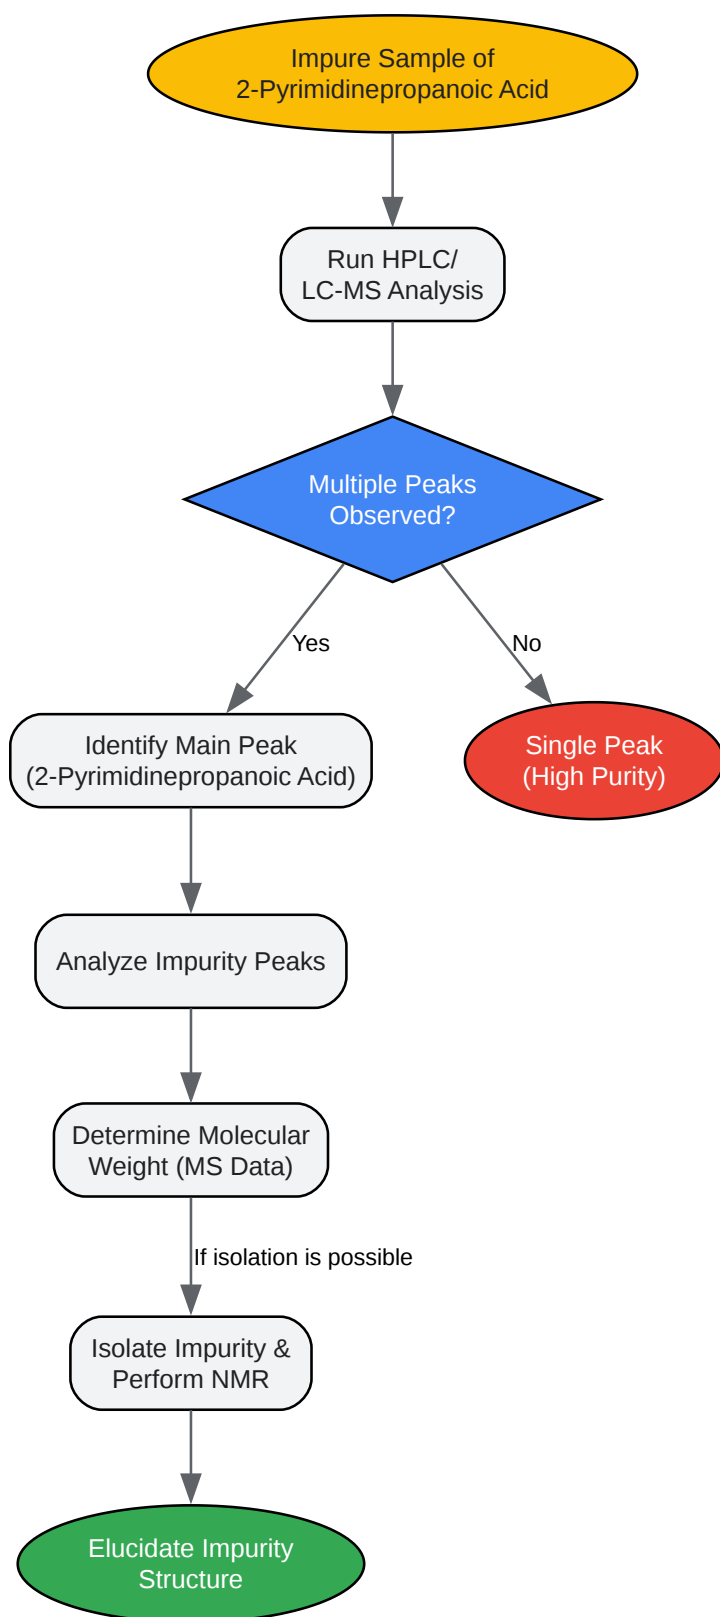 Impure Sample of
2-Pyrimidinepropanoic Acid
Run HPLC/
LC-MS Analysis
Multiple Peaks
Observed?
Yes
No
Identify Main Peak
(2-Pyrimidinepropanoic Acid)
Single Peak
(High Purity)
Analyze Impurity Peaks
Determine Molecular
Weight (MS Data)
If isolation is possible
Isolate Impurity &
Perform NMR
Elucidate Impurity
Structure